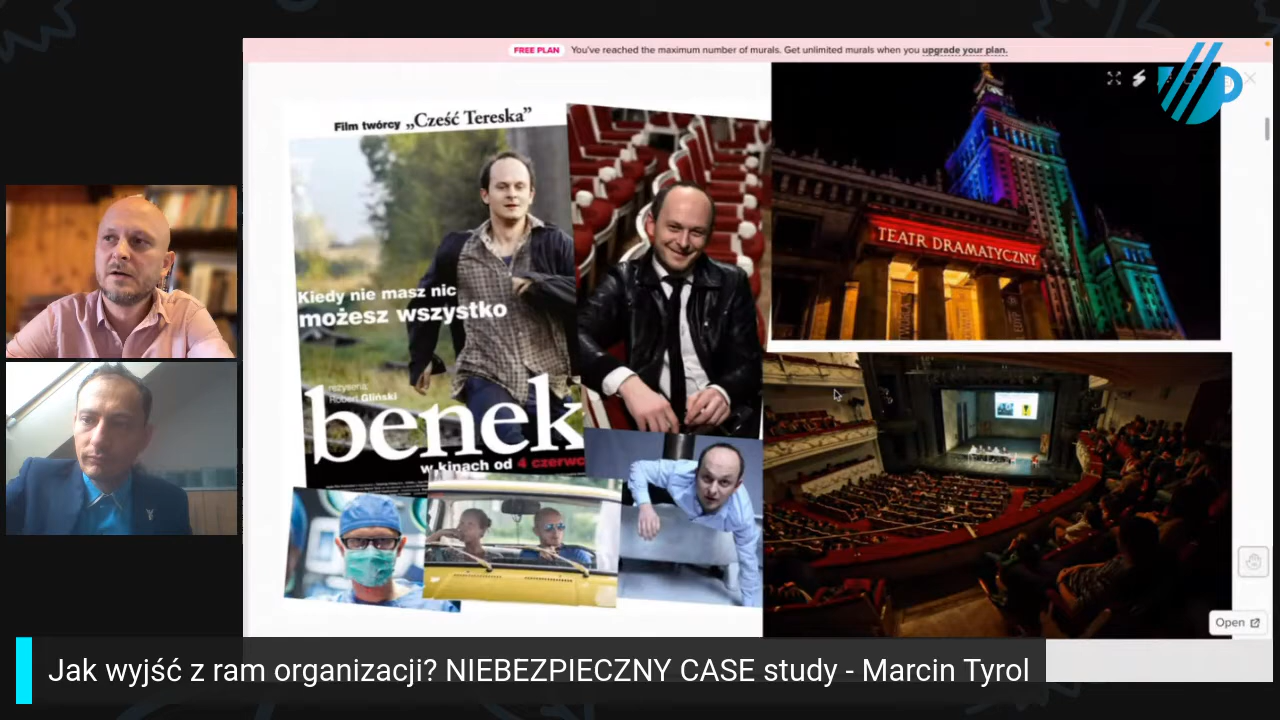 FREE PLAN You've reached the maximum number of murals. Get unlimited murals when you upgrade your plan.
Film twórcy „Cześć Tereska”
Kiedy nie masz nic
możesz wszystko
reżyseria:
Robert Gliński
benek
w kinach od 4 czerwc
TEATR DRAMATYCZNY
Open
Jak wyjść z ram organizacji? NIEBEZPIECZNY CASE study - Marcin Tyrol